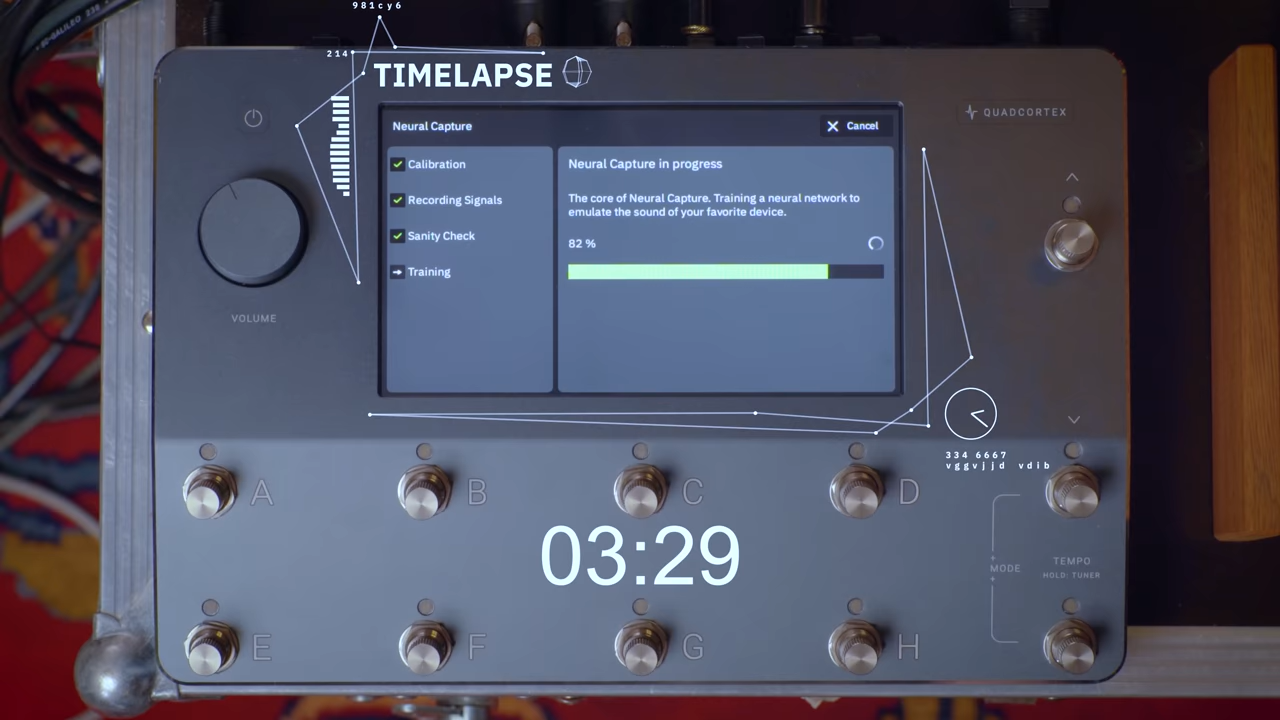 981cy6
214
TIMELAPSE
QUADCORTEX
Neural Capture
Cancel
Calibration
Recording Signals
Sanity Check
Training
Neural Capture in progress
The core of Neural Capture. Training a neural network to
emulate the sound of your favorite device.
82 %
VOLUME
334 6667
vggvjjd vdib
A
B
C
D
03:29
MODE
TEMPO
HOLD: TUNER
E
F
G
H